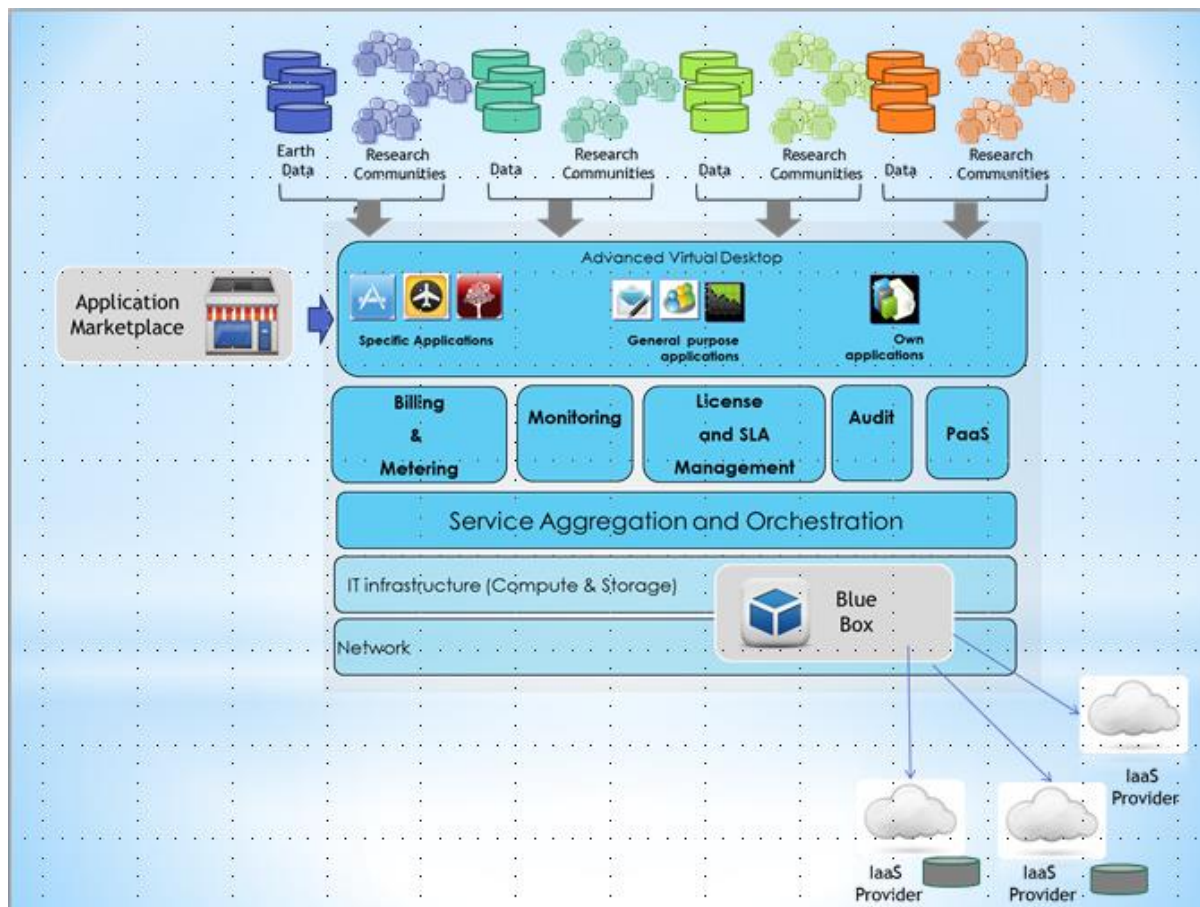 Earth
Data
Research
Communities
Data
Research
Communities
Data
Research
Communities
Data
Research
Communities
Advanced Virtual Desktop
Application
Marketplace
Specific Applications
General purpose
applications
Own
applications
Billing
&
Metering
Monitoring
License
and SLA
Management
Audit
PaaS
Service Aggregation and Orchestration
IT infrastructure (Compute & Storage)
Blue
Box
Network
IaaS
Provider
IaaS
Provider
IaaS
Provider